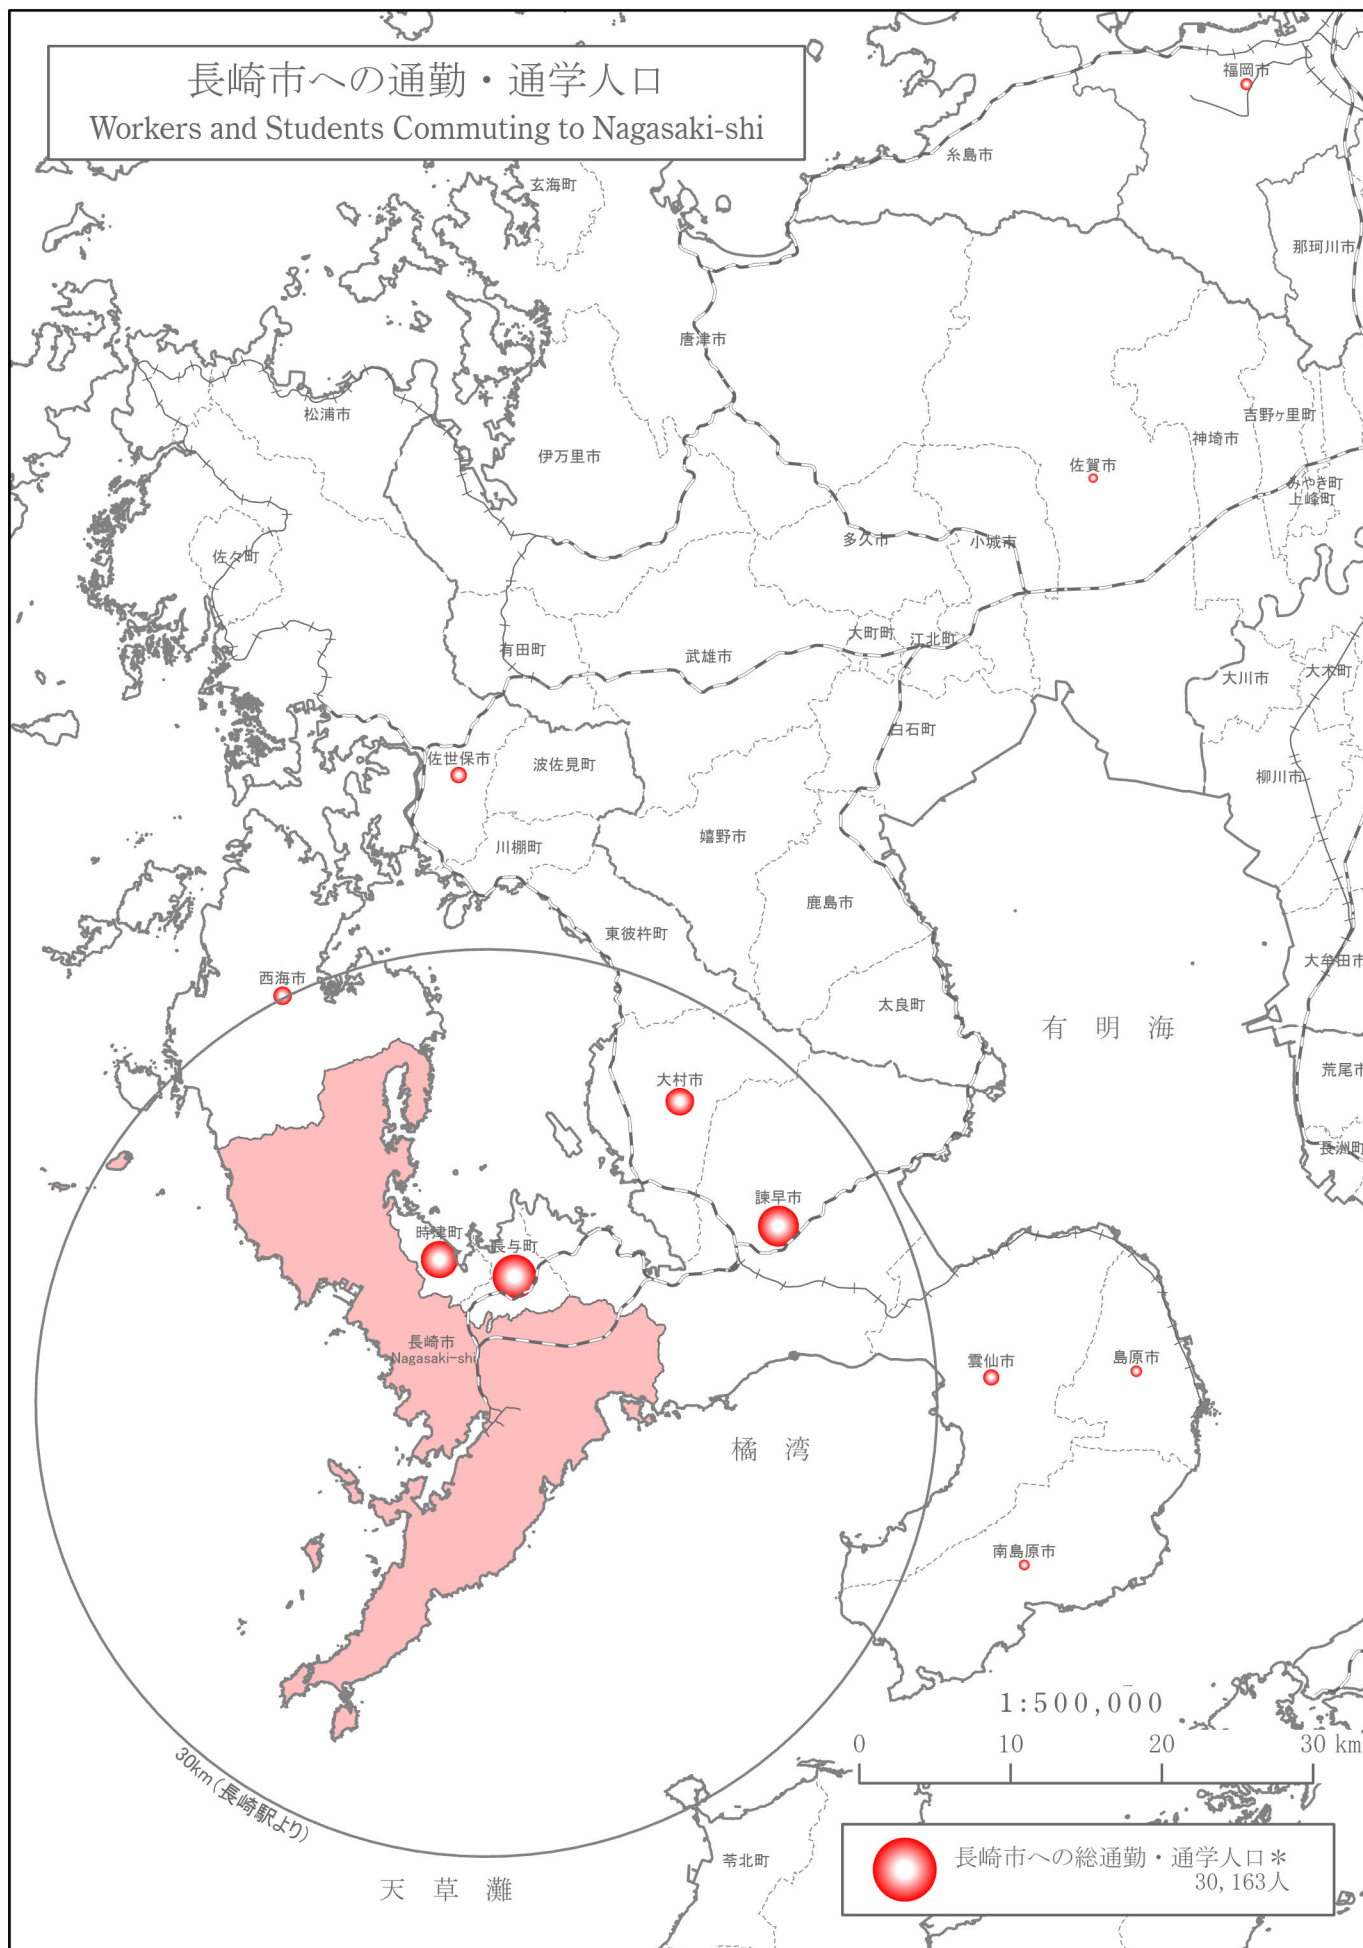 長崎市への通勤・通学人口
Workers and Students Commuting to Nagasaki-shi
福岡市
糸島市
玄海町
那珂川市
唐津市
松浦市
吉野ヶ里町
神埼市
伊万里市
佐賀市
みやき町
上峰町
多久市
小城市
佐々町
大町町
江北町
有田町
武雄市
大川市
大木町
白石町
佐世保市
波佐見町
柳川市
嬉野市
川棚町
鹿島市
東彼杵町
大牟田市
西海市
太良町
有明海
荒尾市
大村市
長洲町
諫早市
時津町
長与町
長崎市
Nagasaki-shi
雲仙市
島原市
橘湾
南島原市
1:500,000
0 10 20 30 km
30km(長崎駅より)
長崎市への総通勤・通学人口*
30,163人
苓北町
天草灘